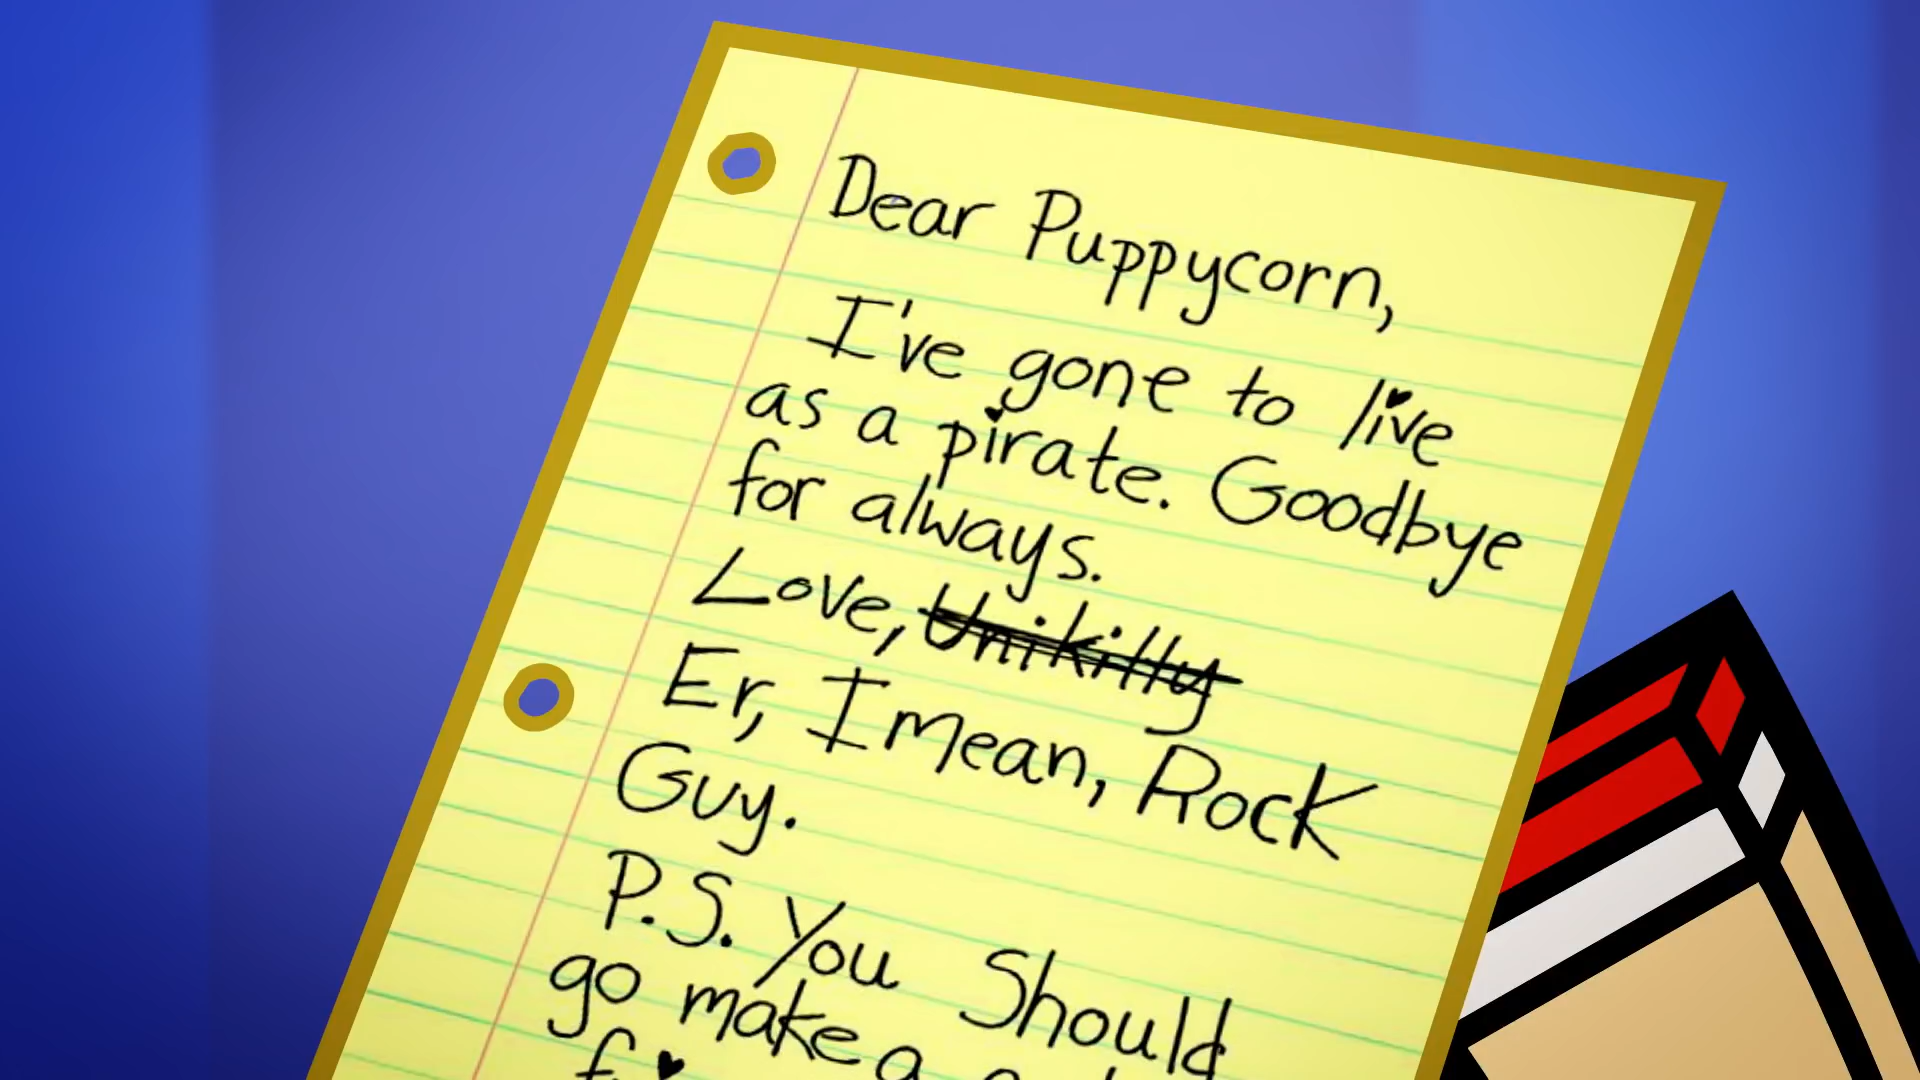 Dear Puppycorn,
I've gone to live
as a pirate. Goodbye
for always.
Love, Unikitty
Er, I mean, Rock
Guy.
P.S. You Should
go make a